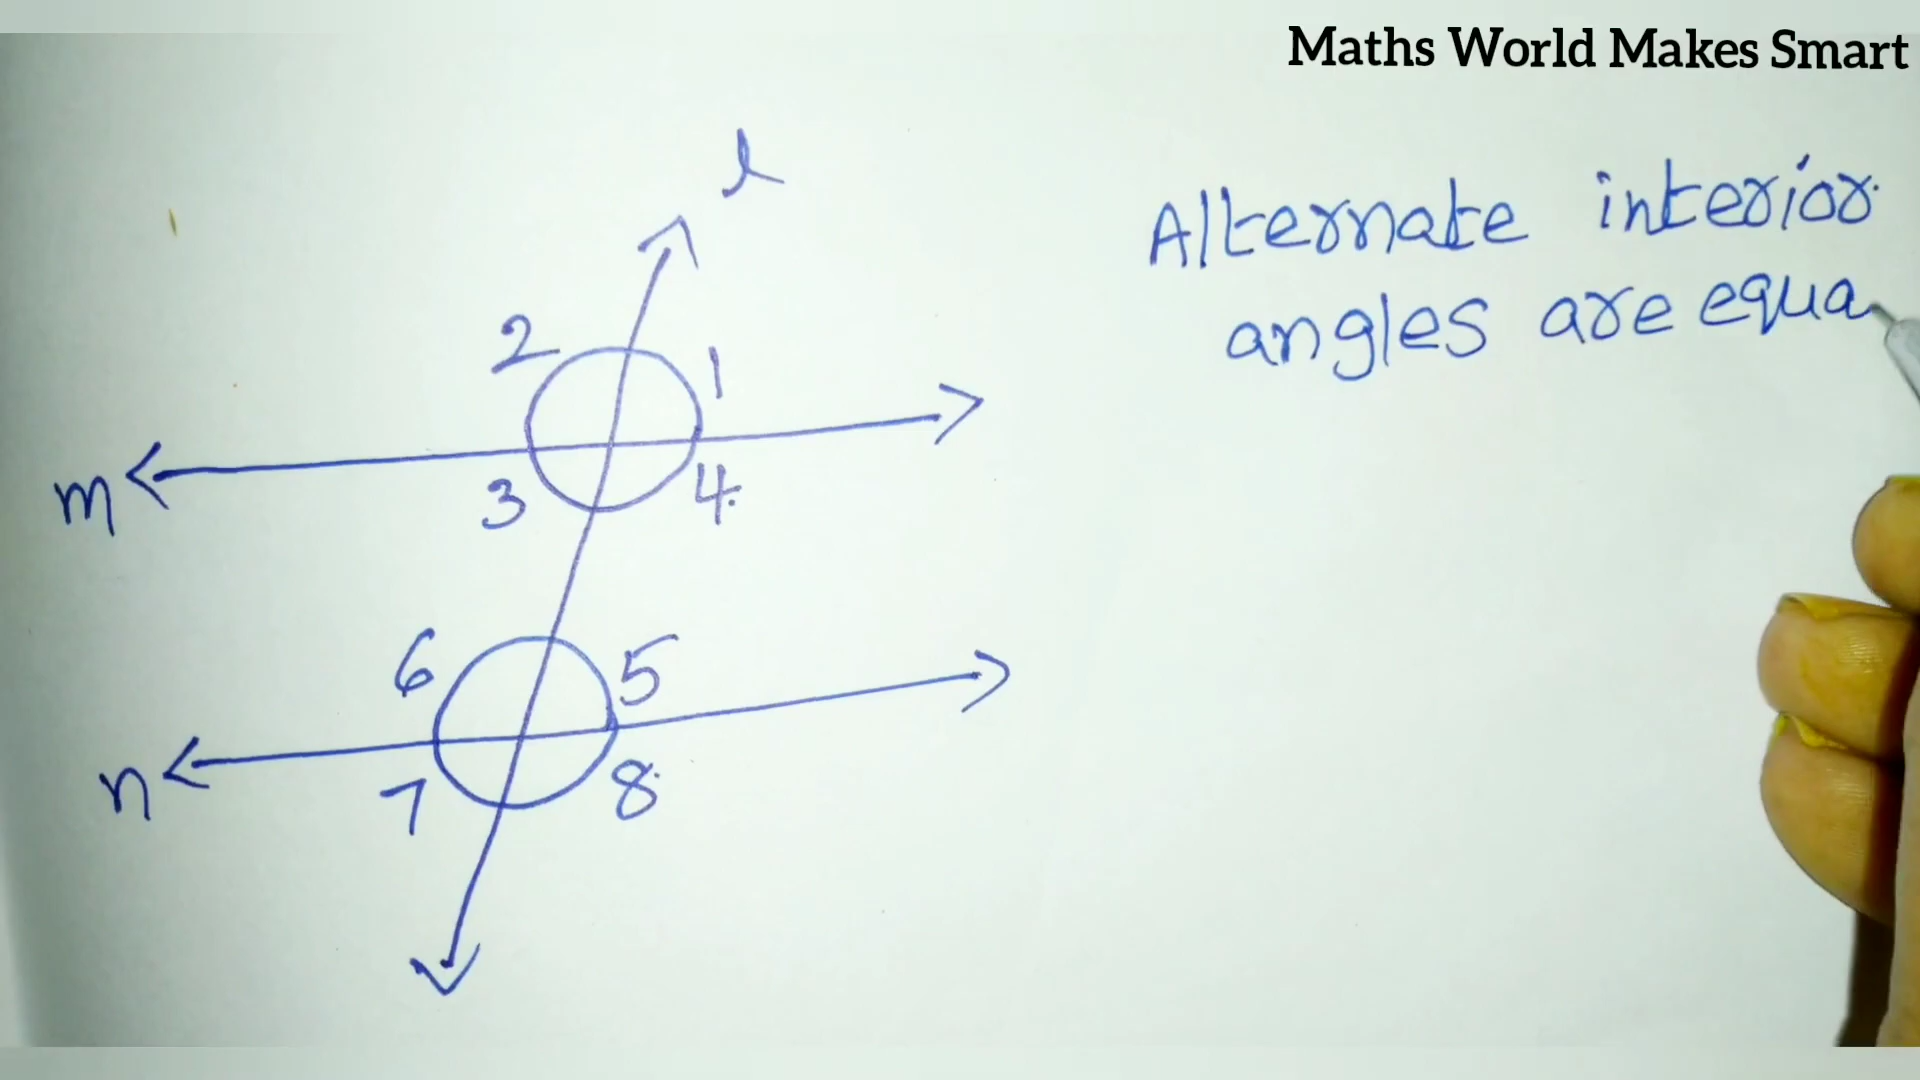 Maths World Makes Smart
l
Alternate interior
angles are equa
2
1
m
3
4
6
5
n
7
8